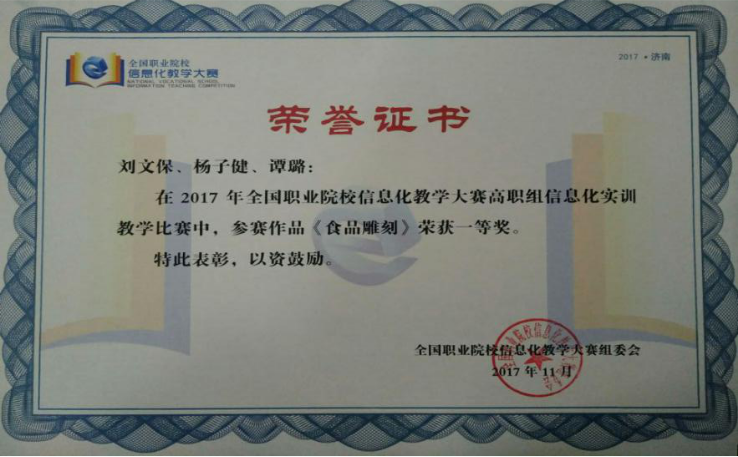 全国职业院校
信息化教学大赛
NATIONAL VOCATIONAL SCHOOL
INFORMATION TEACHING COMPETITION
2017 · 济南
荣誉证书
刘文保、杨子健、谭璐：
在 2017 年全国职业院校信息化教学大赛高职组信息化实训
教学比赛中，参赛作品《食品雕刻》荣获一等奖。
特此表彰，以资鼓励。
全国职业院校信息化教学大赛组委会
2017 年 11 月